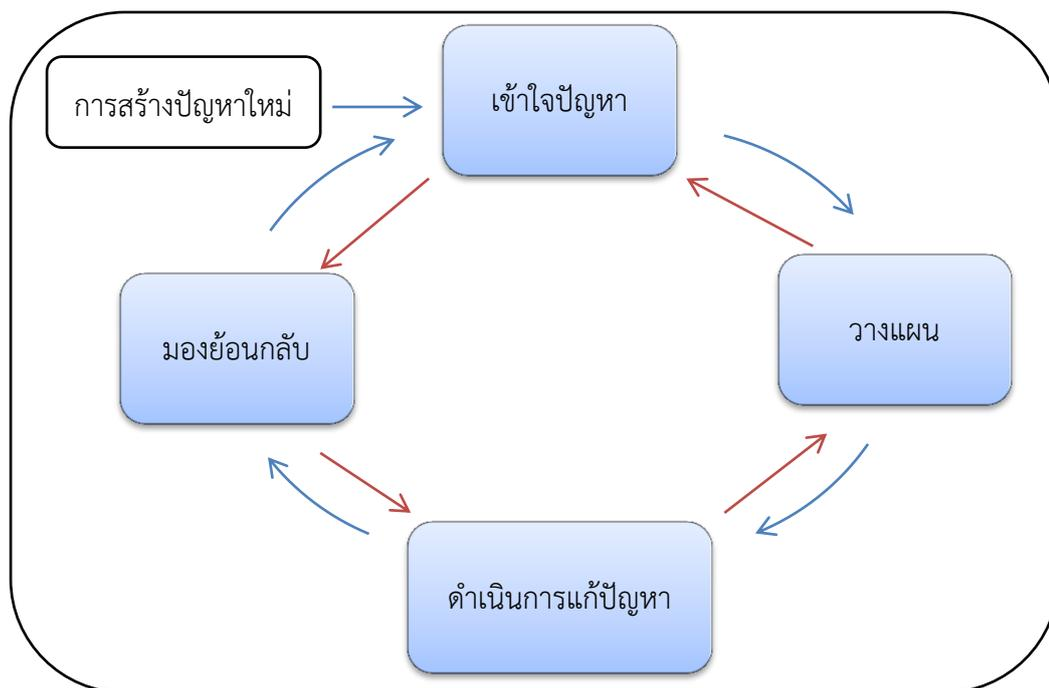 เข้าใจปัญหา
การสร้างปัญหาใหม่
วางแผน
มองย้อนกลับ
ดำเนินการแก้ปัญหา